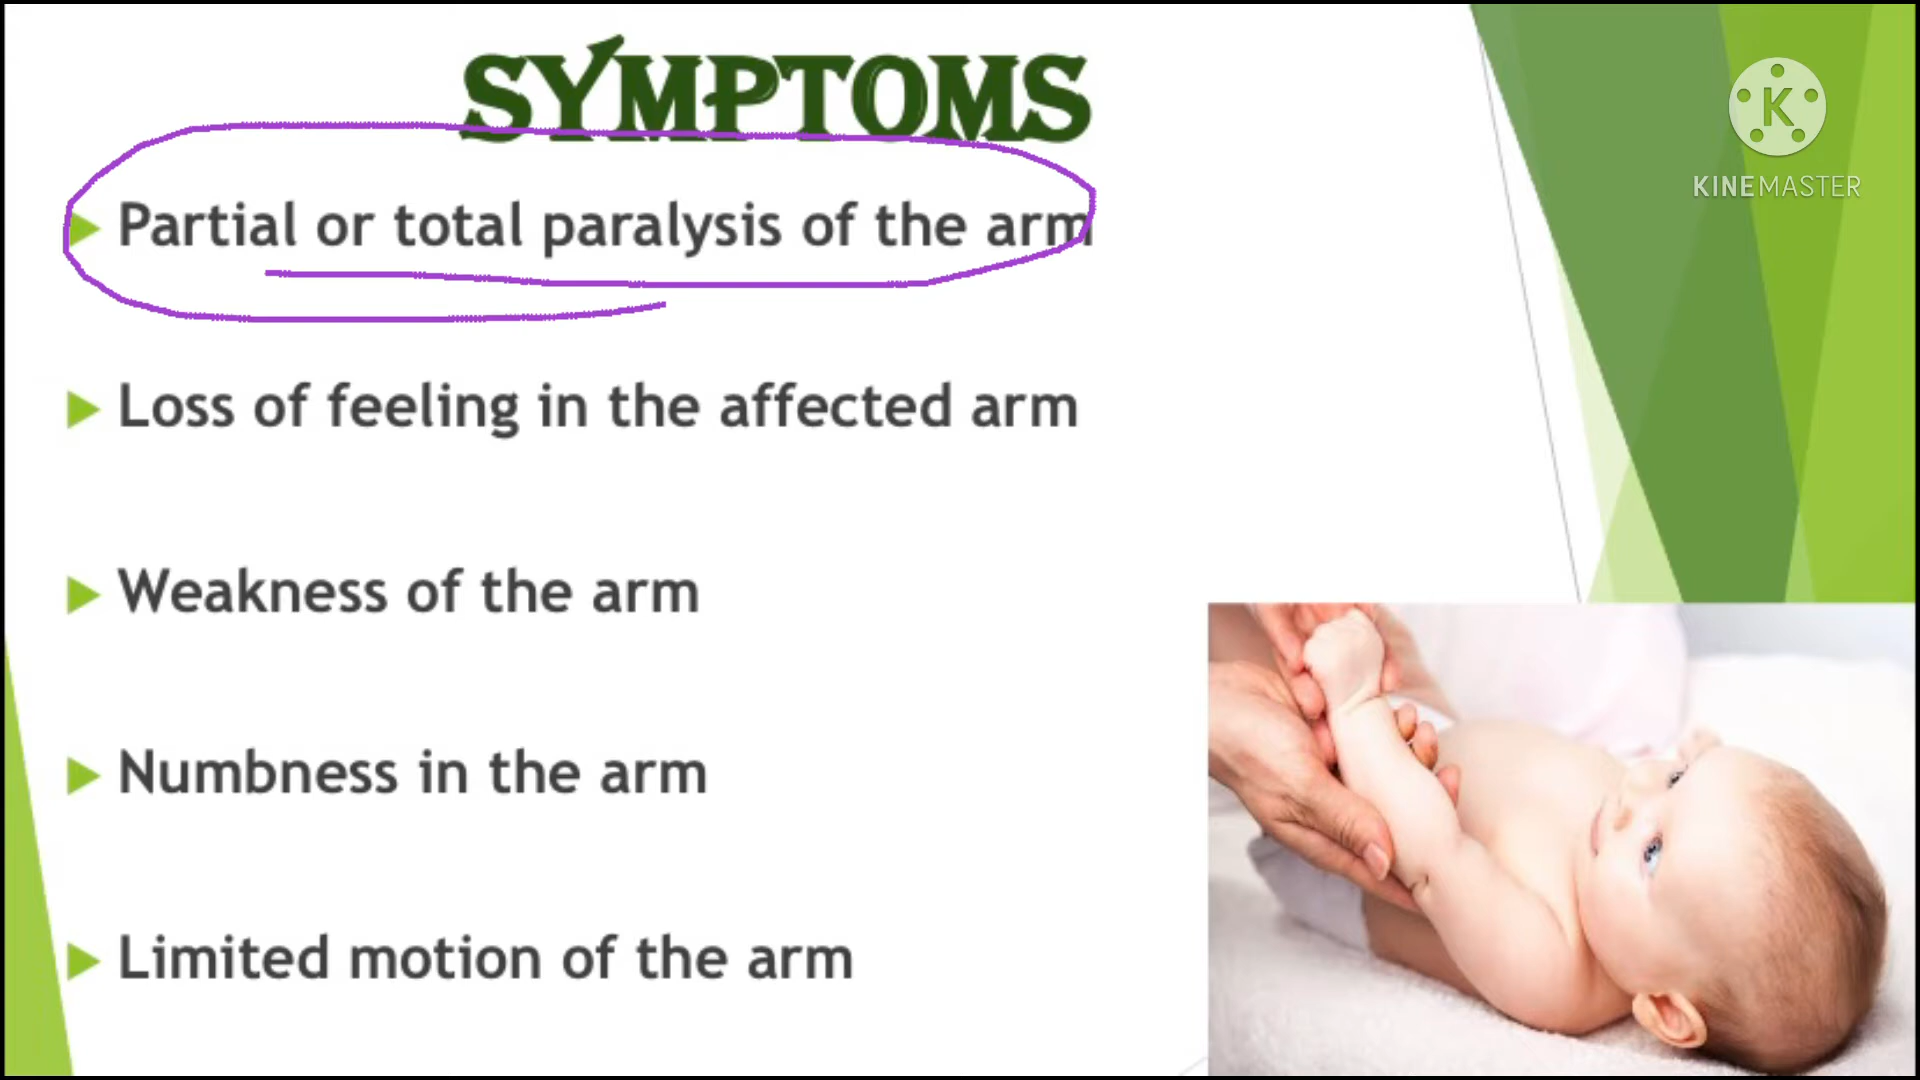 SYMPTOMS
Partial or total paralysis of the arm
Loss of feeling in the affected arm
Weakness of the arm
Numbness in the arm
Limited motion of the arm
K
KINEMASTER